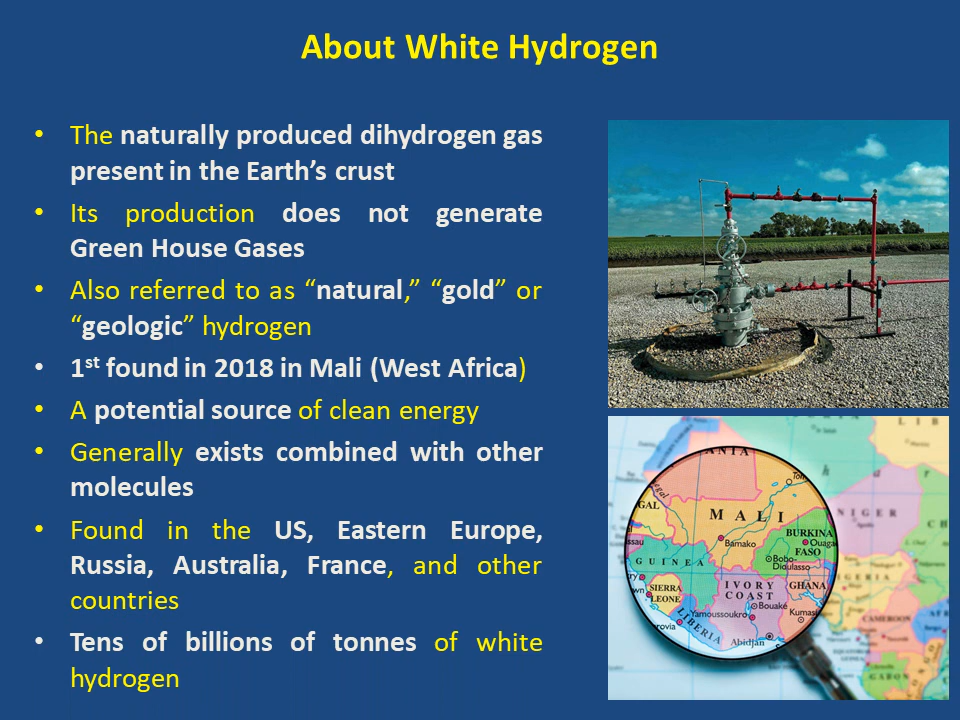 About White Hydrogen
• The naturally produced dihydrogen gas
present in the Earth’s crust
• Its production does not generate
Green House Gases
• Also referred to as “natural,” “gold” or
“geologic” hydrogen
• 1st found in 2018 in Mali (West Africa)
• A potential source of clean energy
• Generally exists combined with other
molecules
• Found in the US, Eastern Europe,
Russia, Australia, France, and other
countries
• Tens of billions of tonnes of white
hydrogen
MALI
BURKINA
FASO
Bamako
Bobo-
Dioulasso
GUINEA
IVORY
COAST
GHANA
SIERRA
LEONE
Bouaké
Yamoussoukro
LIBERIA
Abidjan
NIGER